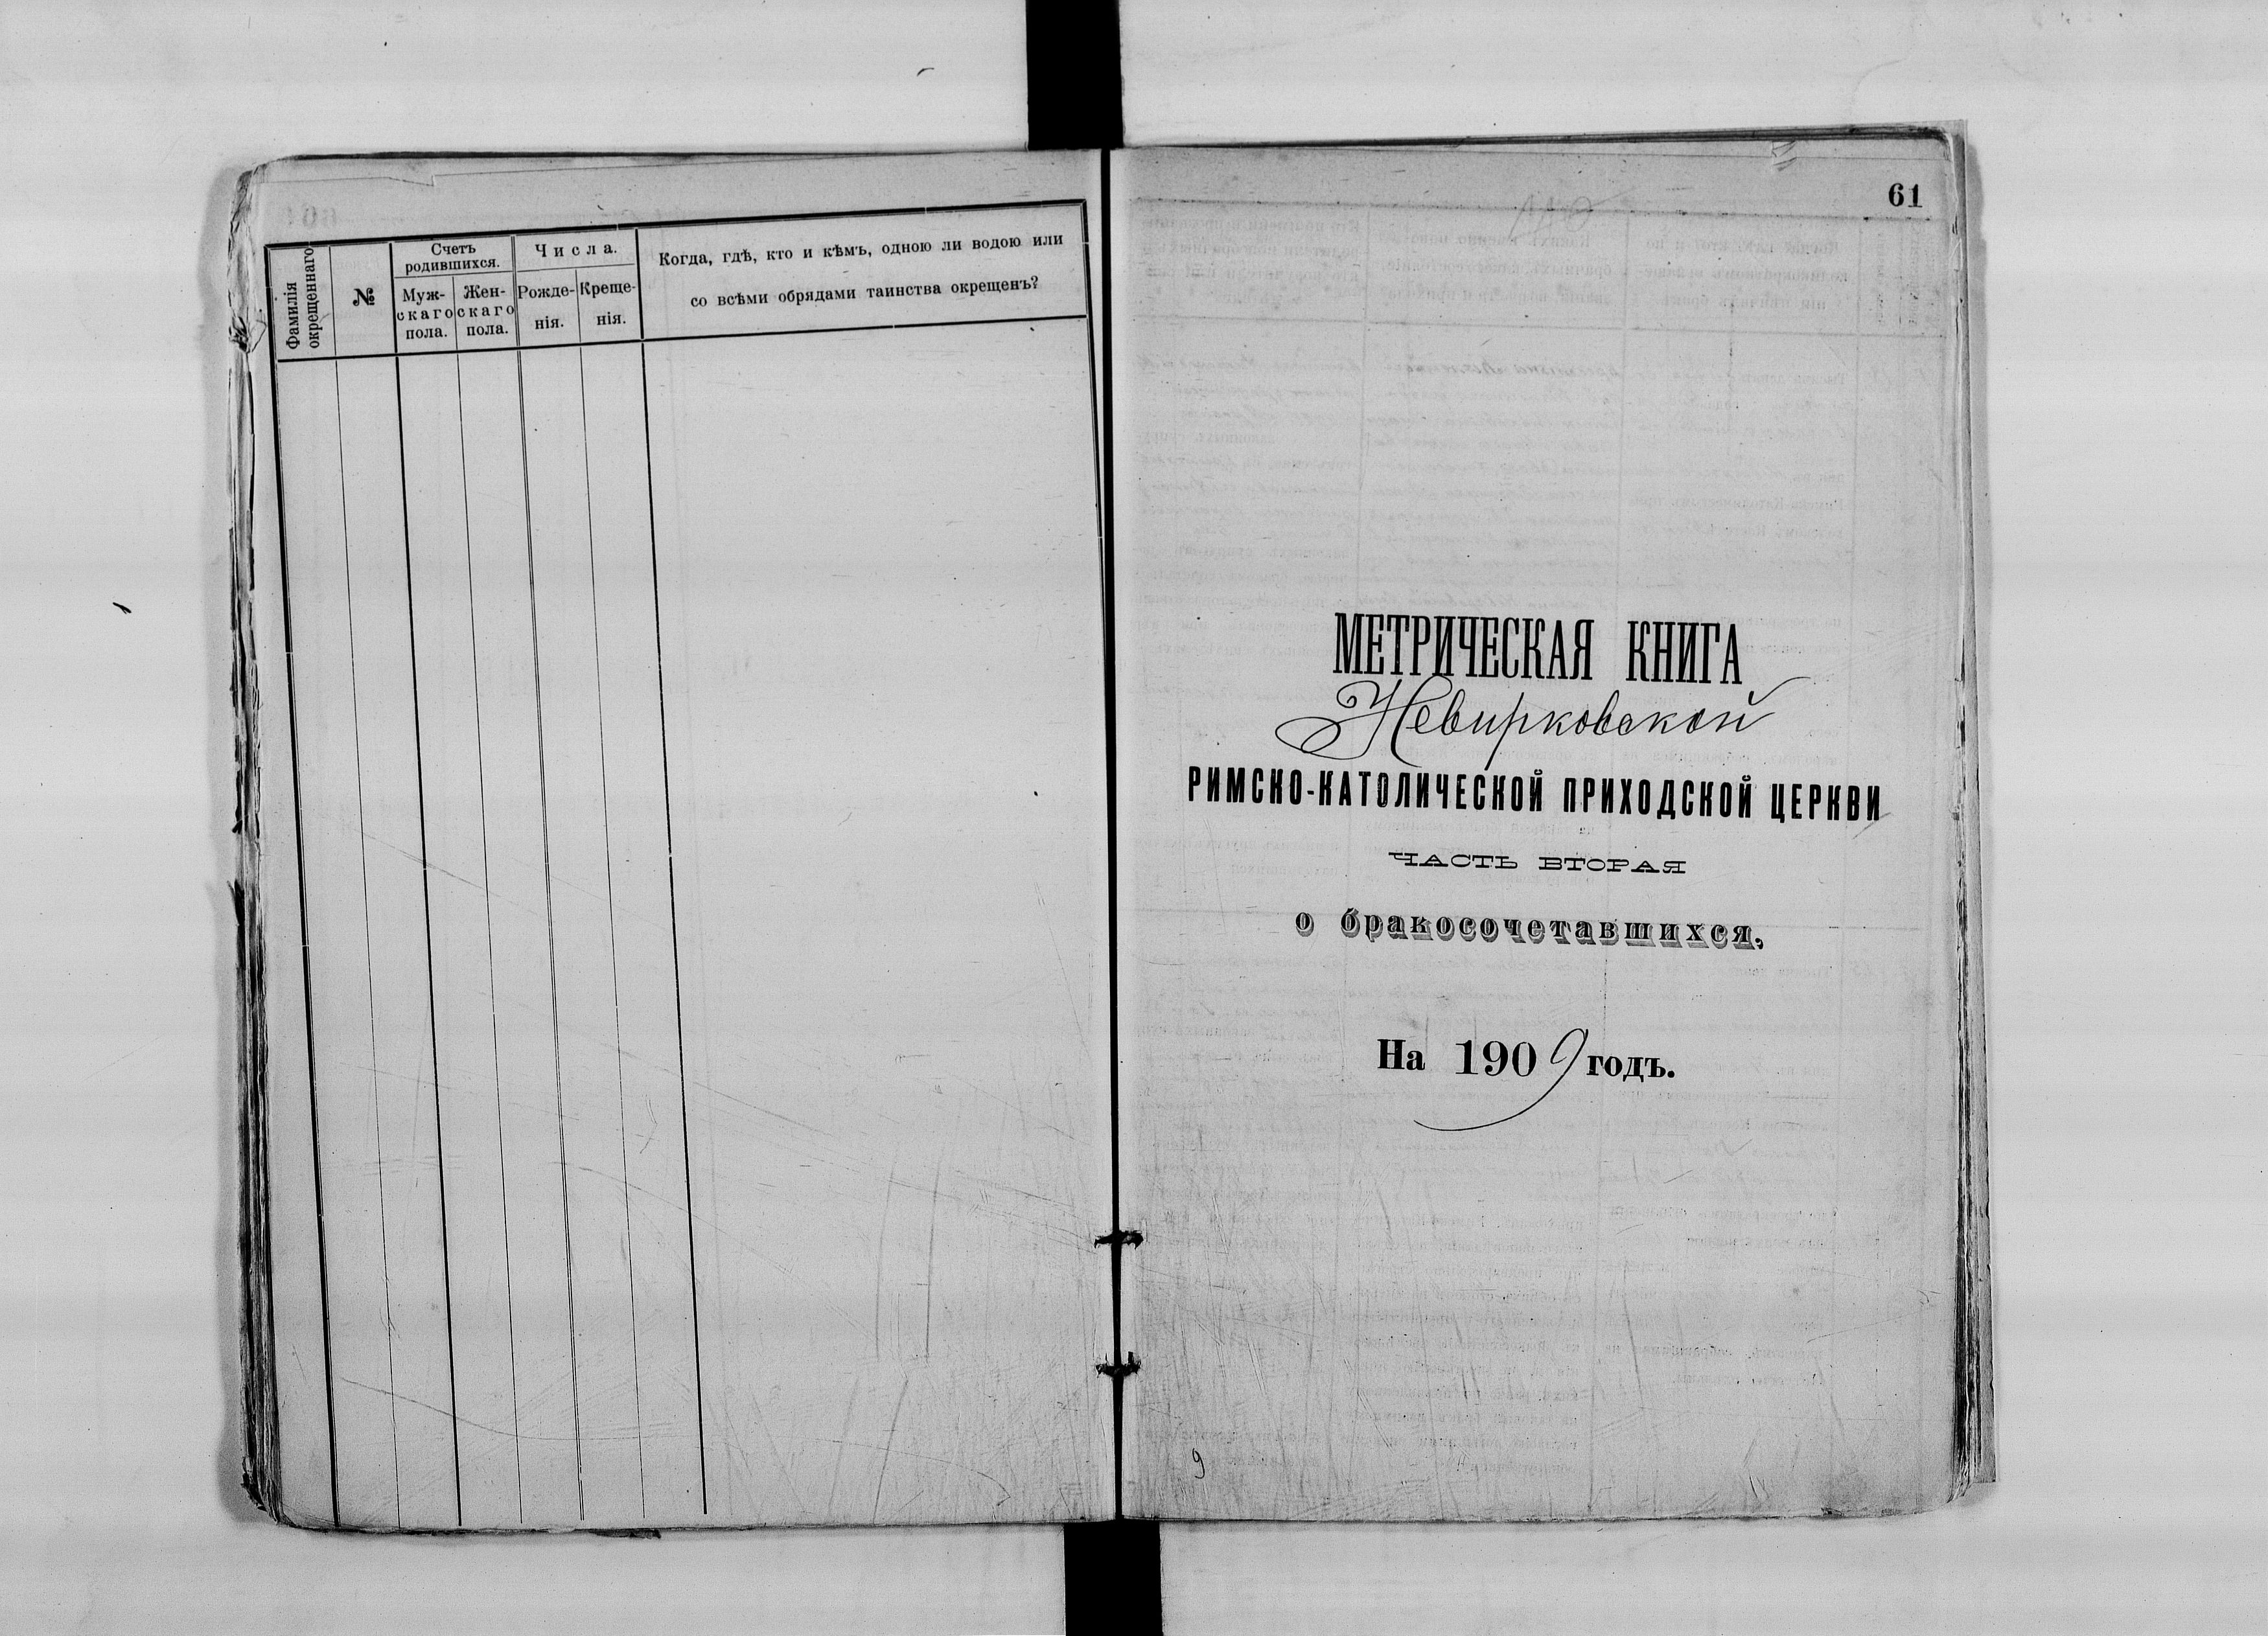 Фамилія
окрещеннаго
№
Счетъ
родившихся.
Муж-
скаго
пола.
Жен-
скаго
пола.
Числа.
Рожде-
нія.
Креще-
нія.
Когда, гдѣ, кто и кѣмъ, одною ли водою или
со всѣми обрядами таинства окрещенъ?
61
МЕТРИЧЕСКАЯ КНИГА
Невирковской
РИМСКО-КАТОЛИЧЕСКОЙ ПРИХОДСКОЙ ЦЕРКВИ
ЧАСТЬ ВТОРАЯ
о бракосочетавшихся,
На 1909 годъ.
9